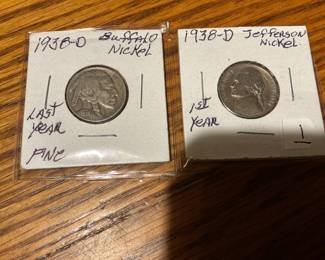 1938-D BUFFALO
NICKEL
LAST
YEAR
FINE
1938-D JEFFERSON
NICKEL
1ST
YEAR
1